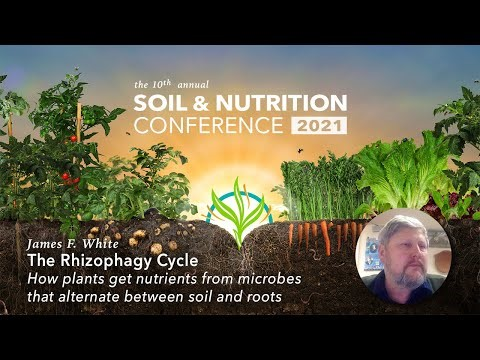 the 10th annual
SOIL & NUTRITION
CONFERENCE 2021
James F. White
The Rhizophagy Cycle
How plants get nutrients from microbes
that alternate between soil and roots